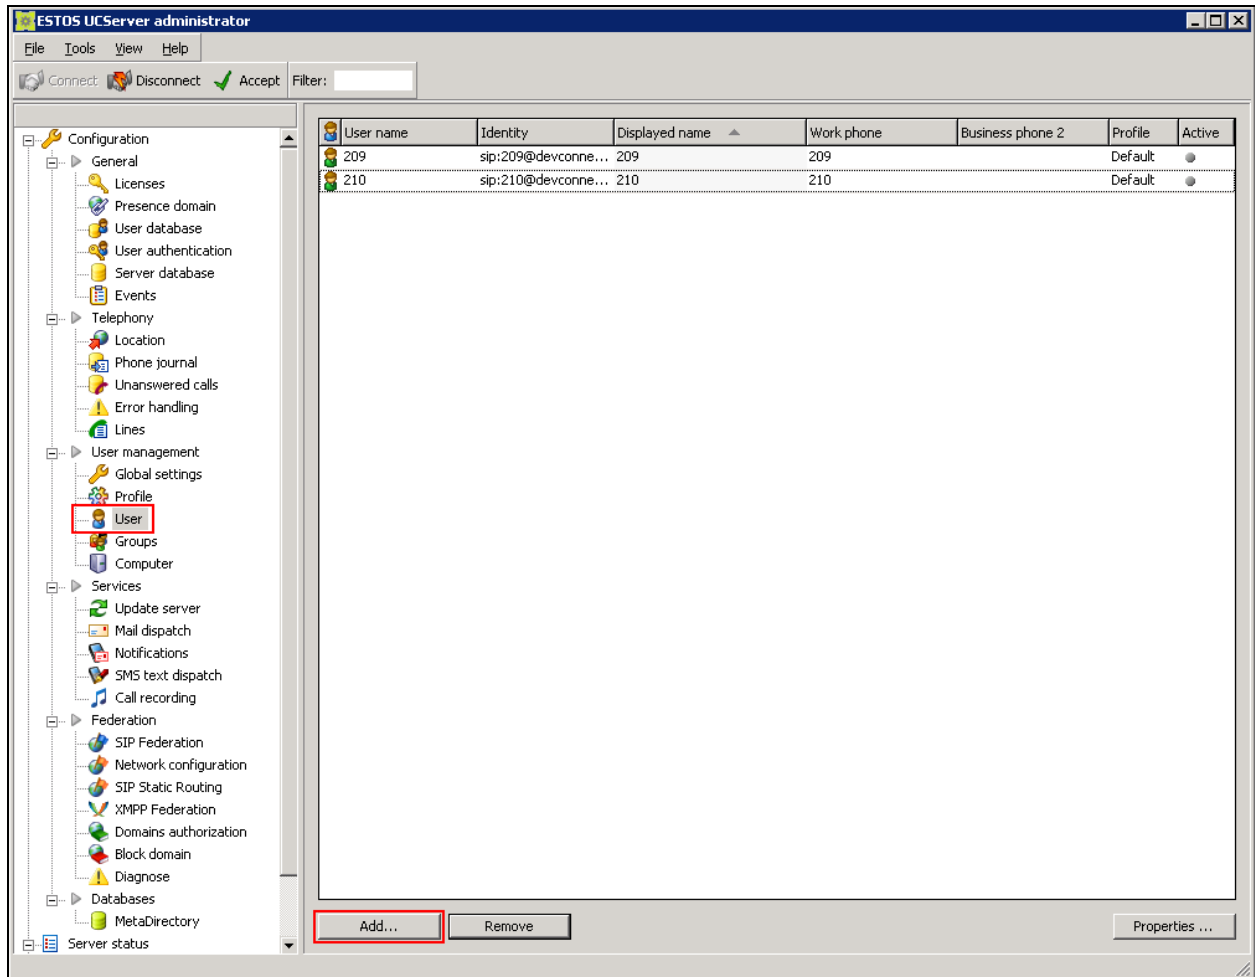 ESTOS UCServer administrator
File Tools View Help
Connect Disconnect Accept Filter:
Configuration
General
Licenses
Presence domain
User database
User authentication
Server database
Events
Telephony
Location
Phone journal
Unanswered calls
Error handling
Lines
User management
Global settings
Profile
User
Groups
Computer
Services
Update server
Mail dispatch
Notifications
SMS text dispatch
Call recording
Federation
SIP Federation
Network configuration
SIP Static Routing
XMPP Federation
Domains authorization
Block domain
Diagnose
Databases
MetaDirectory
Server status
User name Identity Displayed name Work phone Business phone 2 Profile Active
209 sip:209@devconne... 209 209 Default
210 sip:210@devconne... 210 210 Default
Add... Remove Properties ...